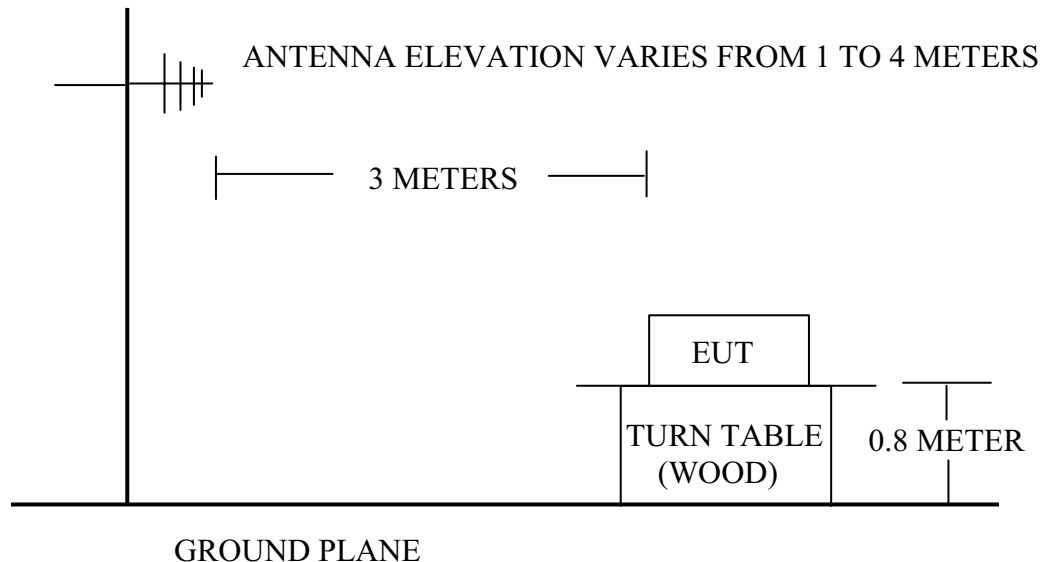 ANTENNA ELEVATION VARIES FROM 1 TO 4 METERS
3 METERS
EUT
TURN TABLE
(WOOD)
0.8 METER
GROUND PLANE